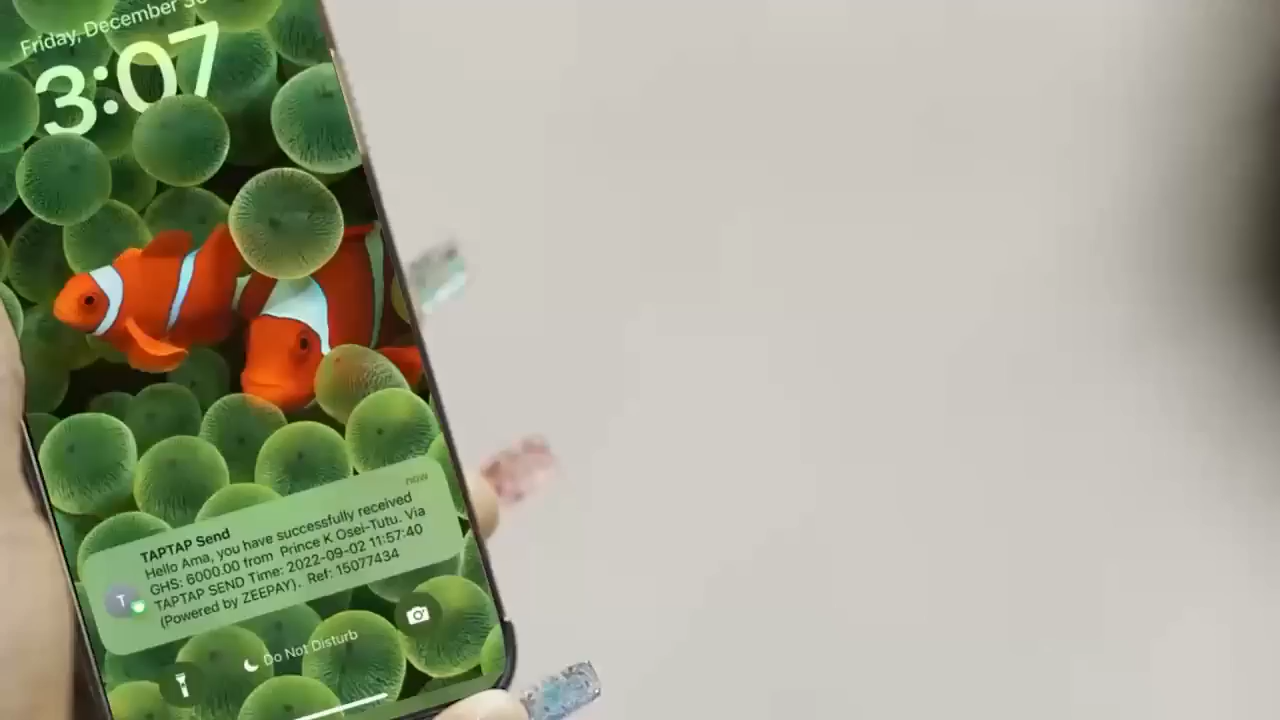 Friday, December 30
3:07
now
TAPTAP Send
Hello Ama, you have successfully received
GHS: 6000.00 from Prince K Osei-Tutu. Via
TAPTAP SEND Time: 2022-09-02 11:57:40
(Powered by ZEEPAY). Ref: 15077434
T
Do Not Disturb